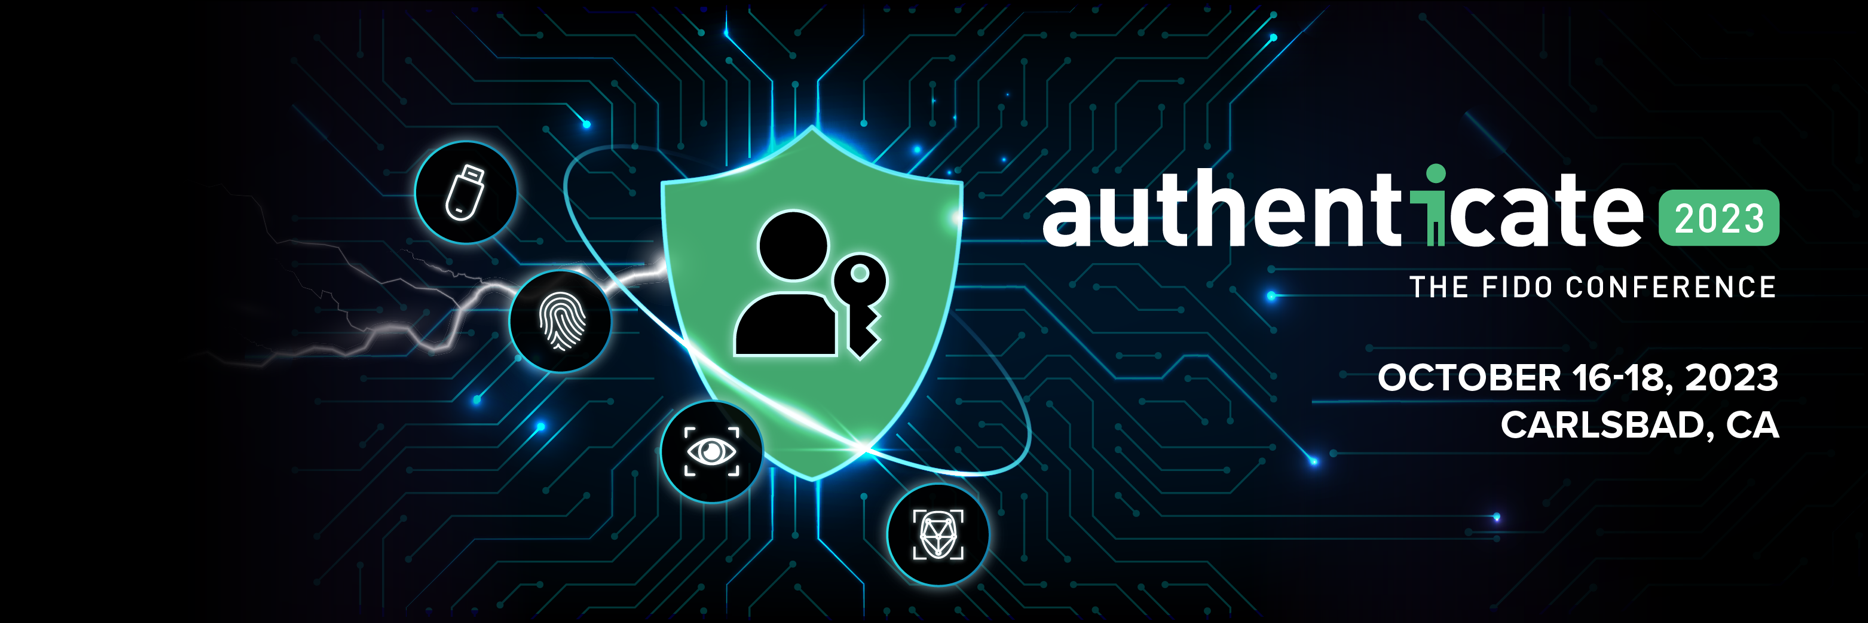 authenticate 2023
THE FIDO CONFERENCE
OCTOBER 16-18, 2023
CARLSBAD, CA